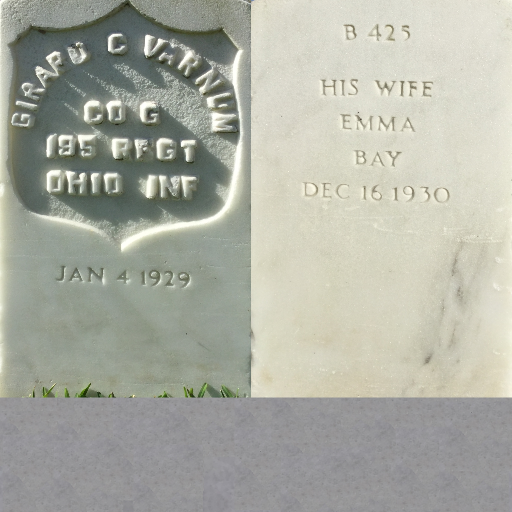 GIRARD C VARNUM
CO G
195 REGT
OHIO INF
JAN 4 1929
B 425
HIS WIFE
EMMA
BAY
DEC 16 1930